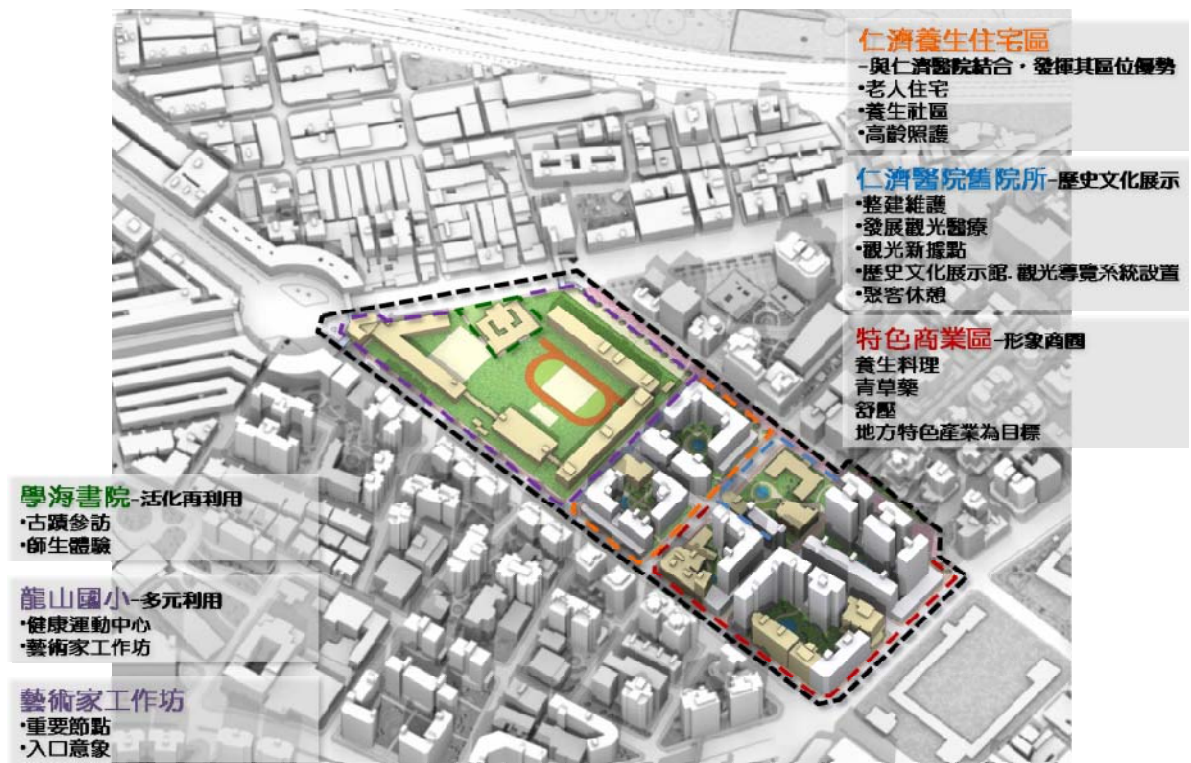 仁濟養生住宅區
-與仁濟醫院結合，發揮其區位優勢
•老人住宅
•養生社區
•高齡照護
仁濟醫院舊院所-歷史文化展示
•整建維護
•發展觀光醫療
•觀光新據點
•歷史文化展示館. 觀光導覽系統設置
•聚客休憩
特色商業區-形象商圈
養生料理
青草藥
舒壓
地方特色產業為目標
學海書院-活化再利用
•古蹟參訪
•師生體驗
龍山國小-多元利用
•健康運動中心
•藝術家工作坊
藝術家工作坊
•重要節點
•入口意象